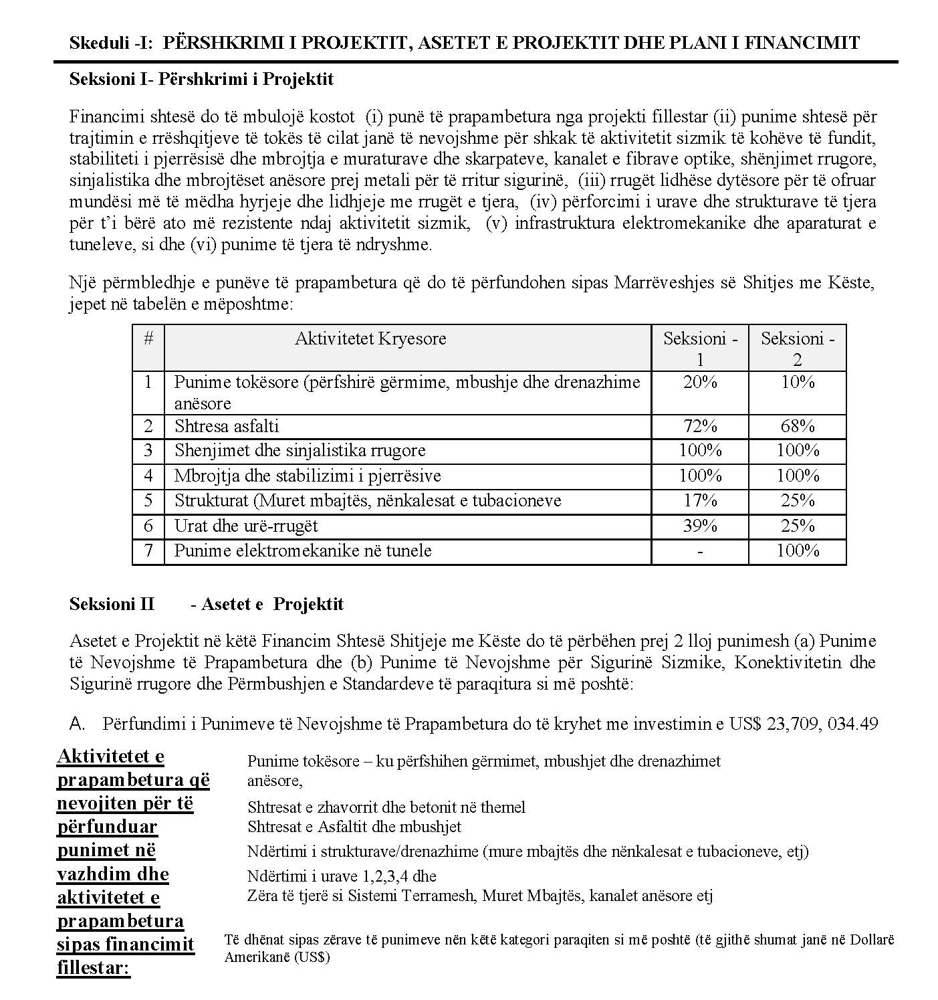 Skeduli -I:  PËRSHKRIMI I PROJEKTIT, ASETET E PROJEKTIT DHE PLANI I FINANCIMIT
Seksioni I- Përshkrimi i Projektit
Financimi shtesë do të mbulojë kostot  (i) punë të prapambetura nga projekti fillestar (ii) punime shtesë për
trajtimin e rrëshqitjeve të tokës të cilat janë të nevojshme për shkak të aktivitetit sizmik të kohëve të fundit,
stabiliteti i pjerrësisë dhe mbrojtja e muraturave dhe skarpateve, kanalet e fibrave optike, shënjimet rrugore,
sinjalistika dhe mbrojtëset anësore prej metali për të rritur sigurinë,  (iii) rrugët lidhëse dytësore për të ofruar
mundësi më të mëdha hyrjeje dhe lidhjeje me rrugët e tjera,  (iv) përforcimi i urave dhe strukturave të tjera
për t’i bërë ato më rezistente ndaj aktivitetit sizmik,  (v) infrastruktura elektromekanike dhe aparaturat e
tuneleve, si dhe (vi) punime të tjera të ndryshme.
Një përmbledhje e punëve të prapambetura që do të përfundohen sipas Marrëveshjes së Shitjes me Këste,
jepet në tabelën e mëposhtme:
# Aktivitetet Kryesore Seksioni - 1 Seksioni - 2
1 Punime tokësore (përfshirë gërmime, mbushje dhe drenazhime 20% 10%
anësore
2 Shtresa asfalti 72% 68%
3 Shenjimet dhe sinjalistika rrugore 100% 100%
4 Mbrojtja dhe stabilizimi i pjerrësive 100% 100%
5 Strukturat (Muret mbajtës, nënkalesat e tubacioneve 17% 25%
6 Urat dhe urë-rrugët 39% 25%
7 Punime elektromekanike në tunele - 100%
Seksioni II - Asetet e  Projektit
Asetet e Projektit në këtë Financim Shtesë Shitjeje me Këste do të përbëhen prej 2 lloj punimesh (a) Punime
të Nevojshme të Prapambetura dhe (b) Punime të Nevojshme për Sigurinë Sizmike, Konektivitetin dhe
Sigurinë rrugore dhe Përmbushjen e Standardeve të paraqitura si më poshtë:
A. Përfundimi i Punimeve të Nevojshme të Prapambetura do të kryhet me investimin e US$ 23,709, 034.49
Aktivitetet e
prapambetura që
nevojiten për të
përfunduar
punimet në
vazhdim dhe
aktivitetet e
prapambetura
sipas financimit
fillestar:
Punime tokësore – ku përfshihen gërmimet, mbushjet dhe drenazhimet
anësore,
Shtresat e zhavorrit dhe betonit në themel
Shtresat e Asfaltit dhe mbushjet
Ndërtimi i strukturave/drenazhime (mure mbajtës dhe nënkalesat e tubacioneve, etj)
Ndërtimi i urave 1,2,3,4 dhe
Zëra të tjerë si Sistemi Terramesh, Muret Mbajtës, kanalet anësore etj
Të dhënat sipas zërave të punimeve nën këtë kategori paraqiten si më poshtë (të gjithë shumat janë në Dollarë
Amerikanë (US$)